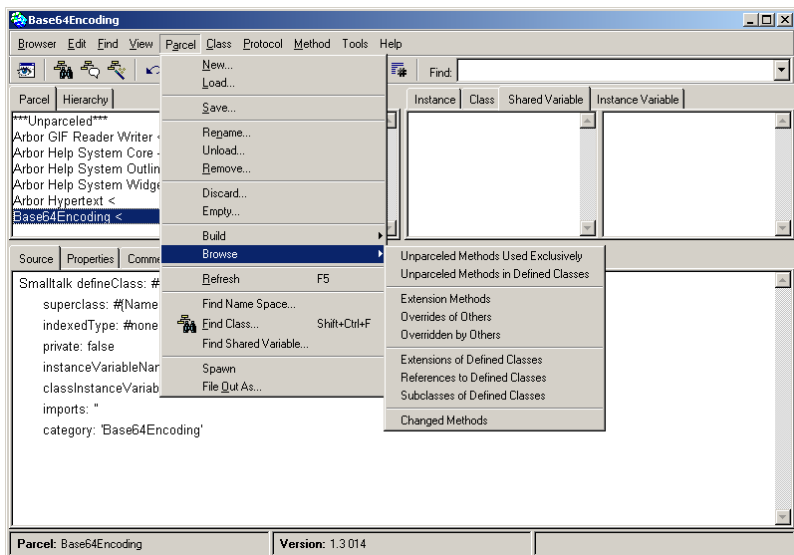 Base64Encoding
Browser Edit Find View Parcel Class Protocol Method Tools Help
Find:
Parcel Hierarchy
Instance Class Shared Variable Instance Variable
***Unparceled***
Arbor GIF Reader Writer
Arbor Help System Core
Arbor Help System
Arbor Help System
Arbor Hypertext <
Base64Encoding <
New...
Load...
Save...
Rename...
Unload...
Remove...
Discard...
Empty...
Build
Browse
Refresh F5
Find Name Space...
Find Class... Shift+Ctrl+F
Find Shared Variable...
Spawn
File Out As...
Unparceled Methods Used Exclusively
Unparceled Methods in Defined Classes
Extension Methods
Overrides of Others
Overridden by Others
Extensions of Defined Classes
References to Defined Classes
Subclasses of Defined Classes
Changed Methods
Source Properties
Smalltalk defineClass: #
superclass: #{Name
indexedType: #none
private: false
instanceVariableNar
classInstanceVariab
imports: ''
category: 'Base64Encoding'
Parcel: Base64Encoding
Version: 1.3 014